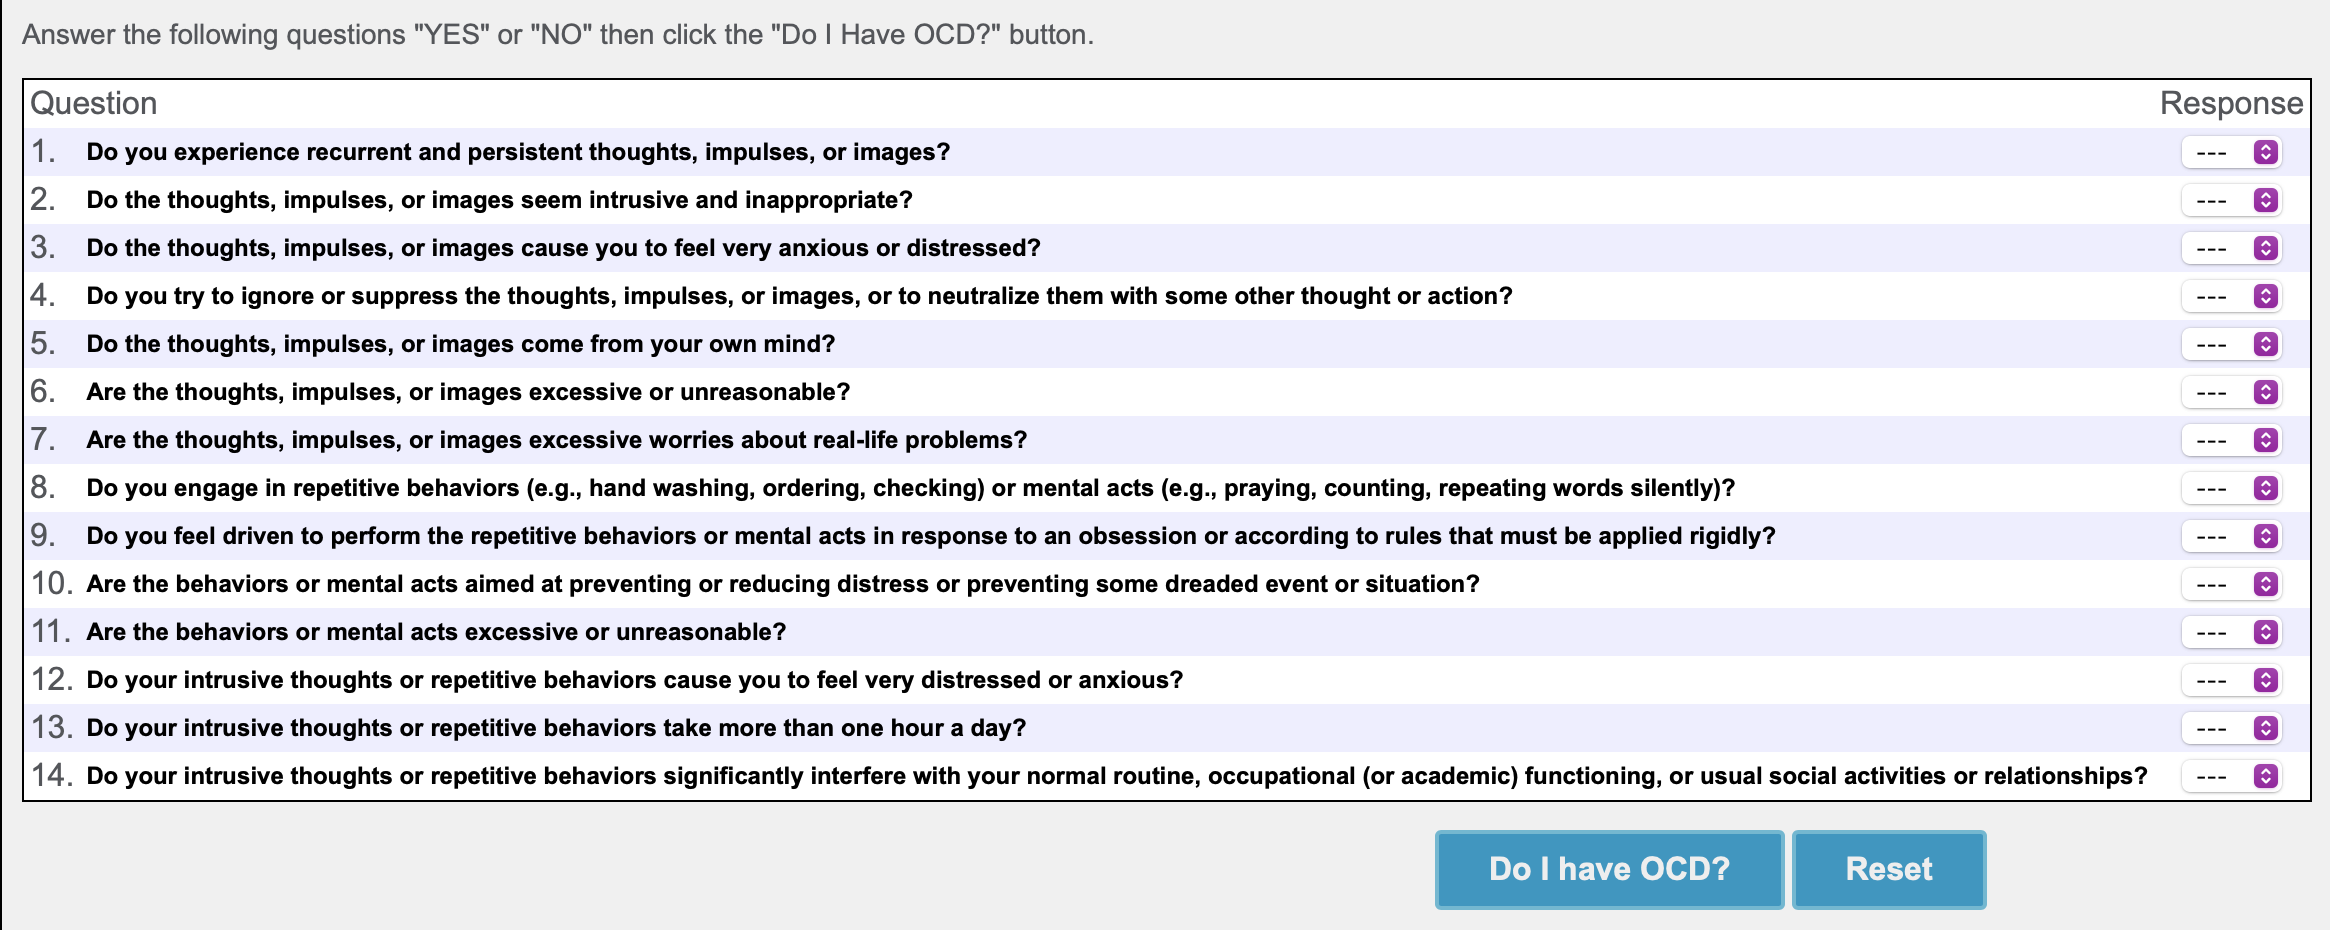 Answer the following questions "YES" or "NO" then click the "Do I Have OCD?" button.
Question Response
1. Do you experience recurrent and persistent thoughts, impulses, or images? ---
2. Do the thoughts, impulses, or images seem intrusive and inappropriate? ---
3. Do the thoughts, impulses, or images cause you to feel very anxious or distressed? ---
4. Do you try to ignore or suppress the thoughts, impulses, or images, or to neutralize them with some other thought or action? ---
5. Do the thoughts, impulses, or images come from your own mind? ---
6. Are the thoughts, impulses, or images excessive or unreasonable? ---
7. Are the thoughts, impulses, or images excessive worries about real-life problems? ---
8. Do you engage in repetitive behaviors (e.g., hand washing, ordering, checking) or mental acts (e.g., praying, counting, repeating words silently)? ---
9. Do you feel driven to perform the repetitive behaviors or mental acts in response to an obsession or according to rules that must be applied rigidly? ---
10. Are the behaviors or mental acts aimed at preventing or reducing distress or preventing some dreaded event or situation? ---
11. Are the behaviors or mental acts excessive or unreasonable? ---
12. Do your intrusive thoughts or repetitive behaviors cause you to feel very distressed or anxious? ---
13. Do your intrusive thoughts or repetitive behaviors take more than one hour a day? ---
14. Do your intrusive thoughts or repetitive behaviors significantly interfere with your normal routine, occupational (or academic) functioning, or usual social activities or relationships? ---
Do I have OCD? Reset